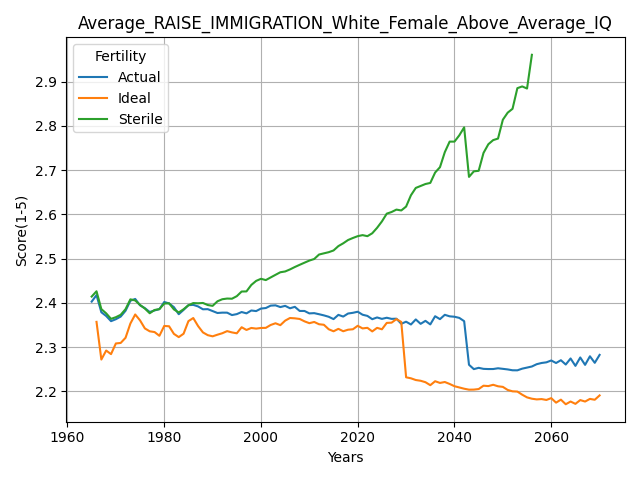 Average_RAISE_IMMIGRATION_White_Female_Above_Average_IQ
Fertility
Actual
Ideal
Sterile
Score(1-5)
2.9
2.8
2.7
2.6
2.5
2.4
2.3
2.2
1960 1980 2000 2020 2040 2060
Years